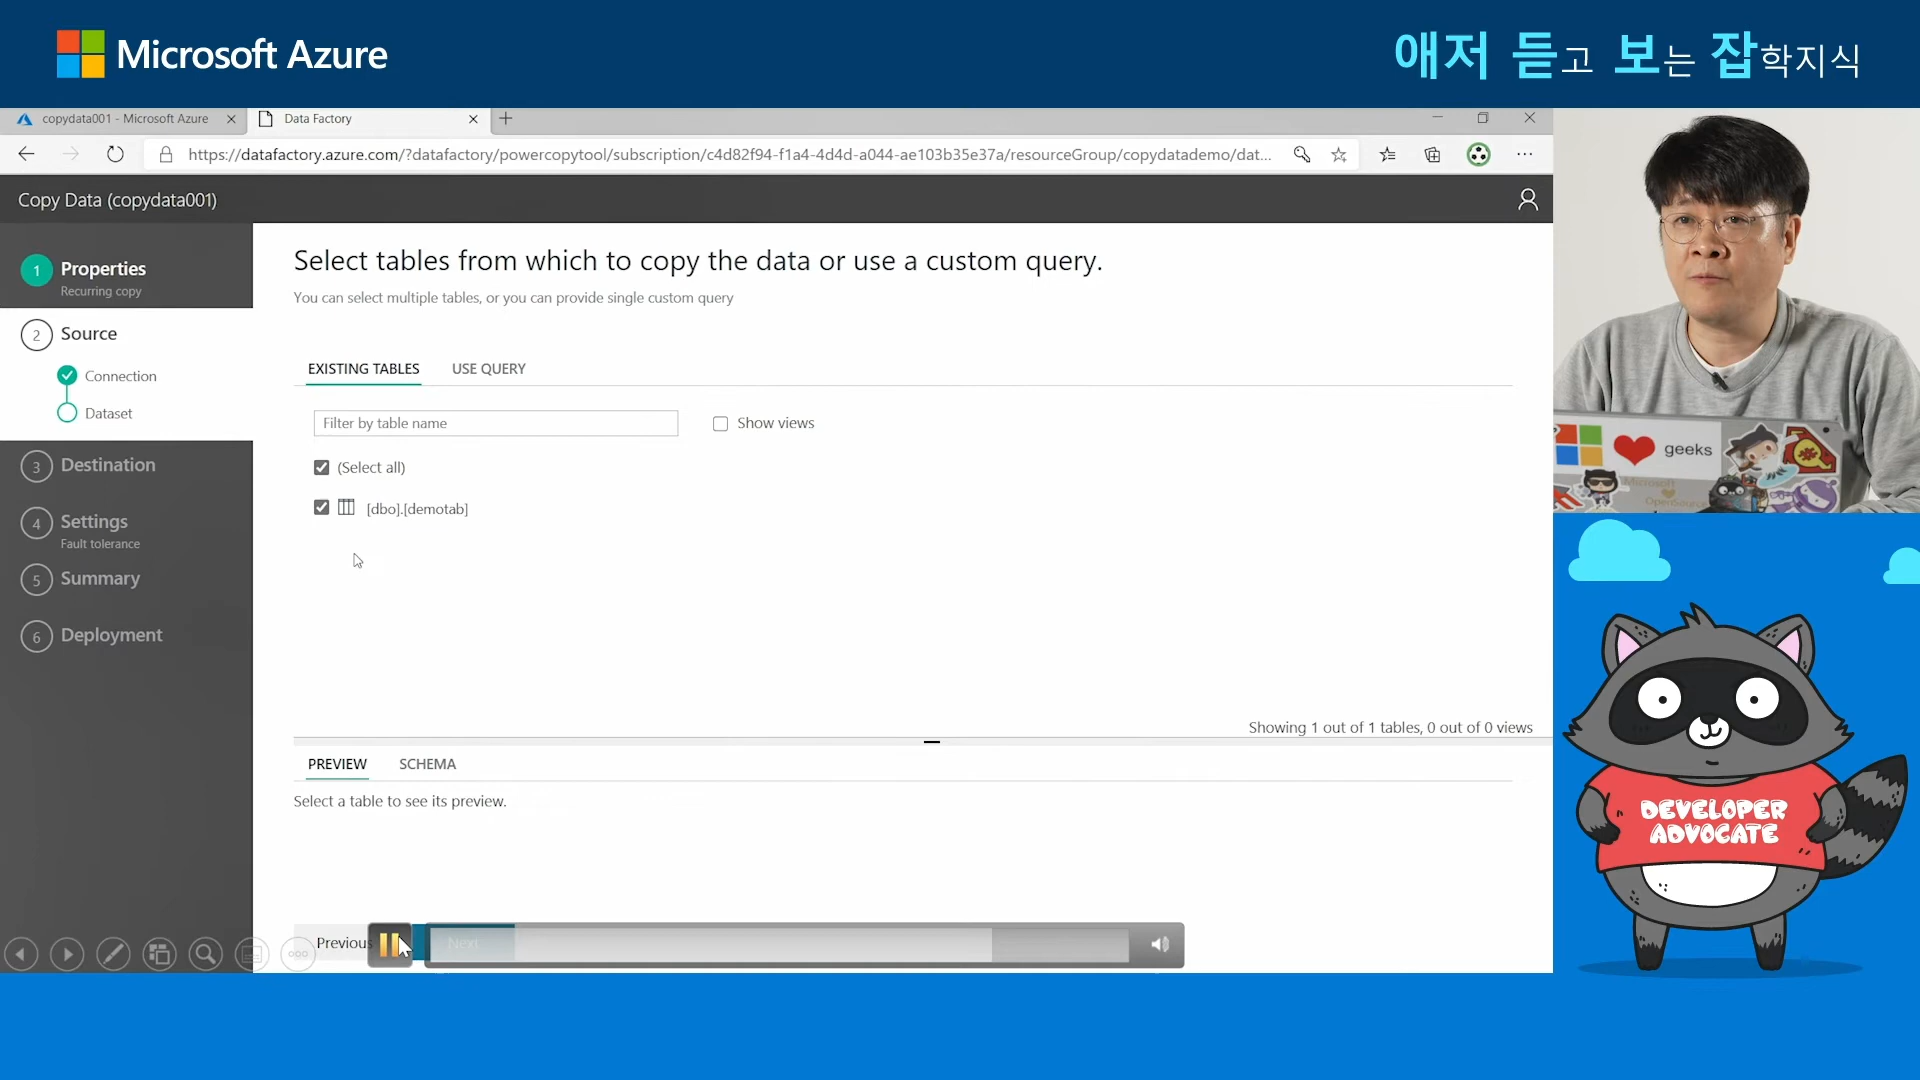 Microsoft Azure
애저 듣고 보는 잡학지식
copydata001 - Microsoft Azure
Data Factory
https://datafactory.azure.com/?datafactory/powercopytool/subscription/c4d82f94-f1a4-4d4d-a044-ae103b35e37a/resourceGroup/copydatademo/dat...
Copy Data (copydata001)
1 Properties
Recurring copy
2 Source
Connection
Dataset
3 Destination
4 Settings
Fault tolerance
5 Summary
6 Deployment
Select tables from which to copy the data or use a custom query.
You can select multiple tables, or you can provide single custom query
EXISTING TABLES USE QUERY
Filter by table name
Show views
(Select all)
[dbo].[demotab]
Showing 1 out of 1 tables, 0 out of 0 views
PREVIEW SCHEMA
Select a table to see its preview.
Previous
Next
geeks
Microsoft
OpenSource
DEVELOPER
ADVOCATE